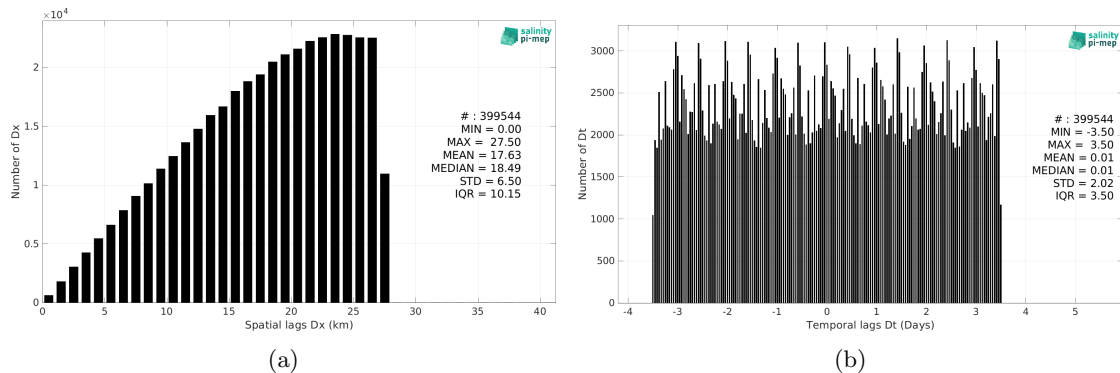 ×10⁴
salinity
pi-mep
2
1.5
1
0.5
0
Number of Dx
# : 399544
MIN = 0.00
MAX = 27.50
MEAN = 17.63
MEDIAN = 18.49
STD = 6.50
IQR = 10.15
0 5 10 15 20 25 30 35 40
Spatial lags Dx (km)
(a)
salinity
pi-mep
3000
2500
2000
1500
1000
500
0
Number of Dt
# : 399544
MIN = -3.50
MAX = 3.50
MEAN = 0.01
MEDIAN = 0.01
STD = 2.02
IQR = 3.50
-4 -3 -2 -1 0 1 2 3 4 5
Temporal lags Dt (Days)
(b)